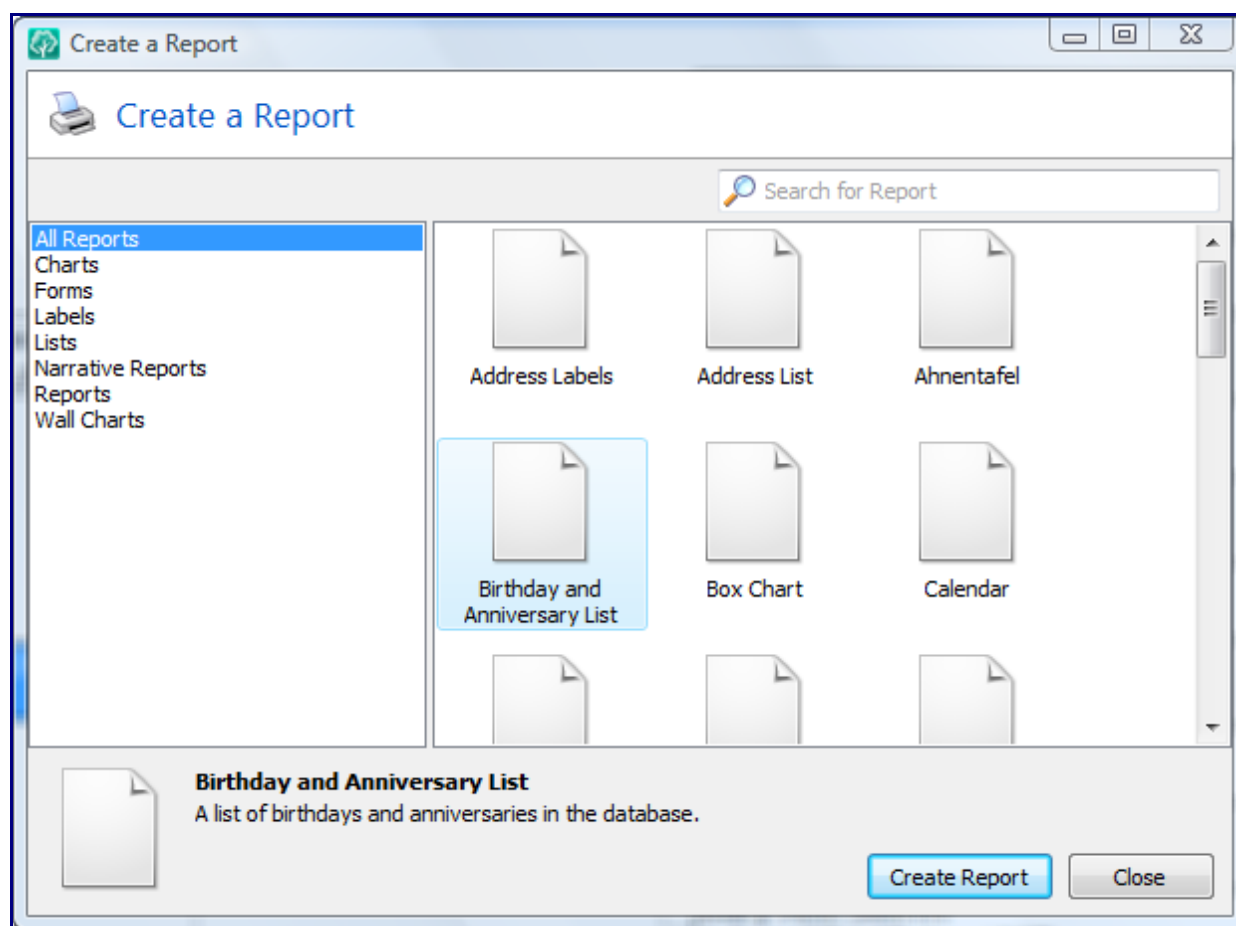 Create a Report
Create a Report
Search for Report
All Reports
Charts
Forms
Labels
Lists
Narrative Reports
Reports
Wall Charts
Address Labels
Address List
Ahnentafel
Birthday and
Anniversary List
Box Chart
Calendar
Birthday and Anniversary List
A list of birthdays and anniversaries in the database.
Create Report
Close